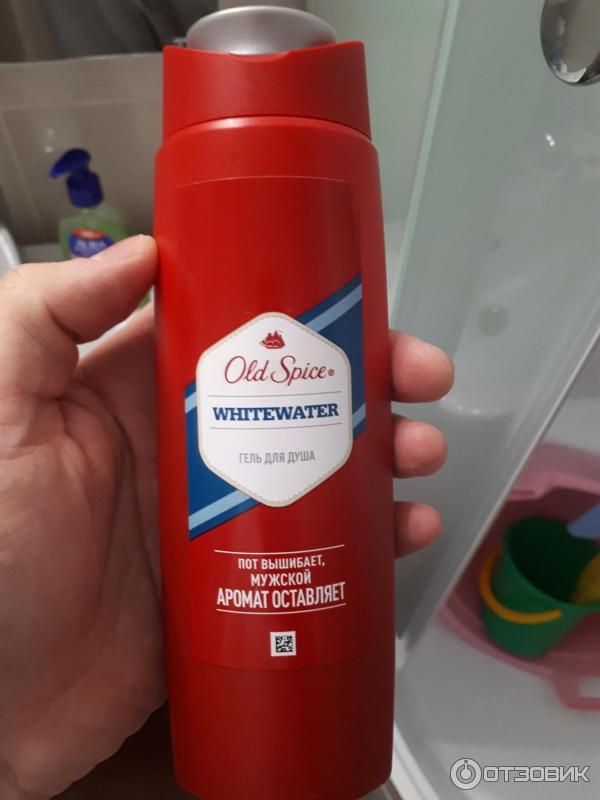 Old Spice®
WHITEWATER
ГЕЛЬ ДЛЯ ДУША
ПОТ ВЫШИБАЕТ,
МУЖСКОЙ
АРОМАТ ОСТАВЛЯЕТ
ОТЗОВИК